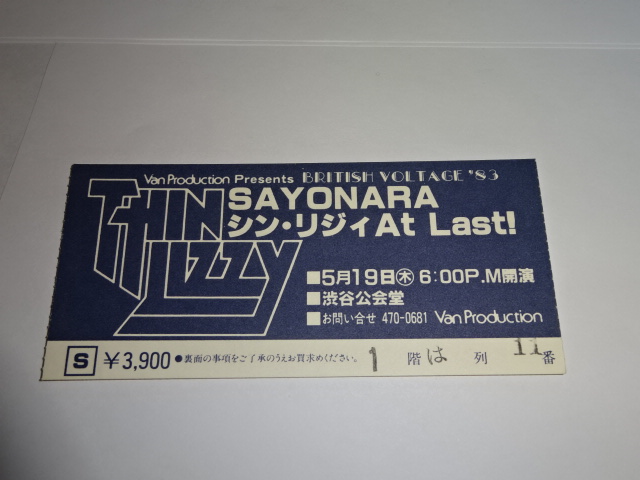 Van Production Presents BRITISH VOLTAGE '83
THIN LIZZY
SAYONARA
シン・リジィ At Last!
■5月19日㊍ 6:00P.M開演
■渋谷公会堂
■お問い合せ 470-0681 Van Production
S ¥3,900 ●裏面の事項をご了承のうえお買求めください。 1階は列11番